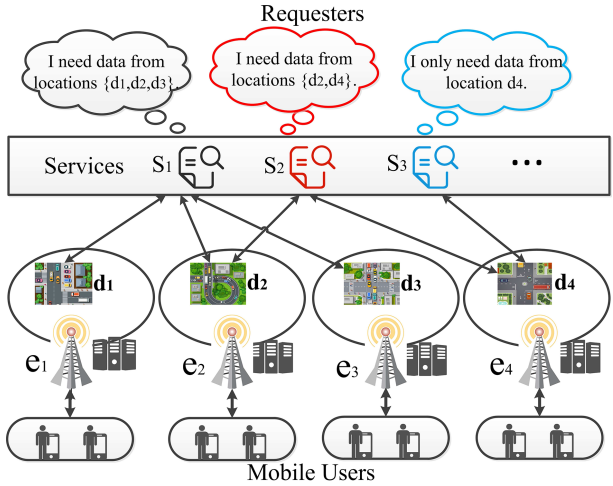 Requesters
I need data from
locations {d1,d2,d3}.
I need data from
locations {d2,d4}.
I only need data from
location d4.
Services
S1
S2
S3
...
d1
d2
d3
d4
e1
e2
e3
e4
Mobile Users